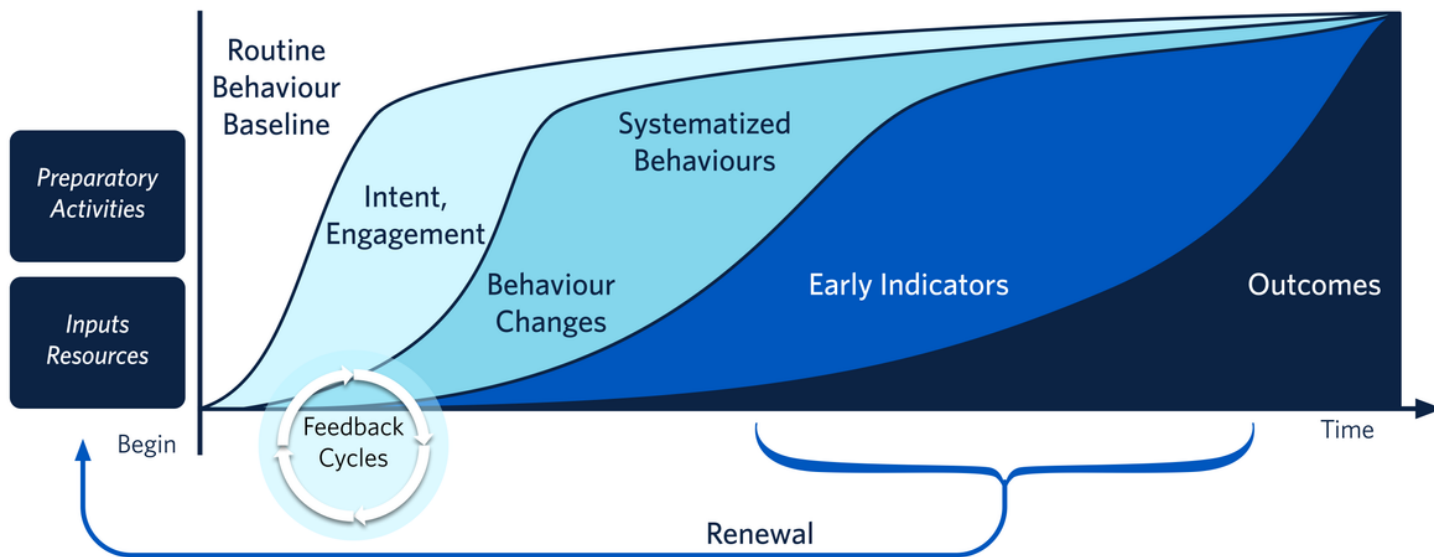 Routine
Behaviour
Baseline
Preparatory
Activities
Inputs
Resources
Intent,
Engagement
Systematized
Behaviours
Behaviour
Changes
Early Indicators
Outcomes
Begin
Feedback
Cycles
Time
Renewal